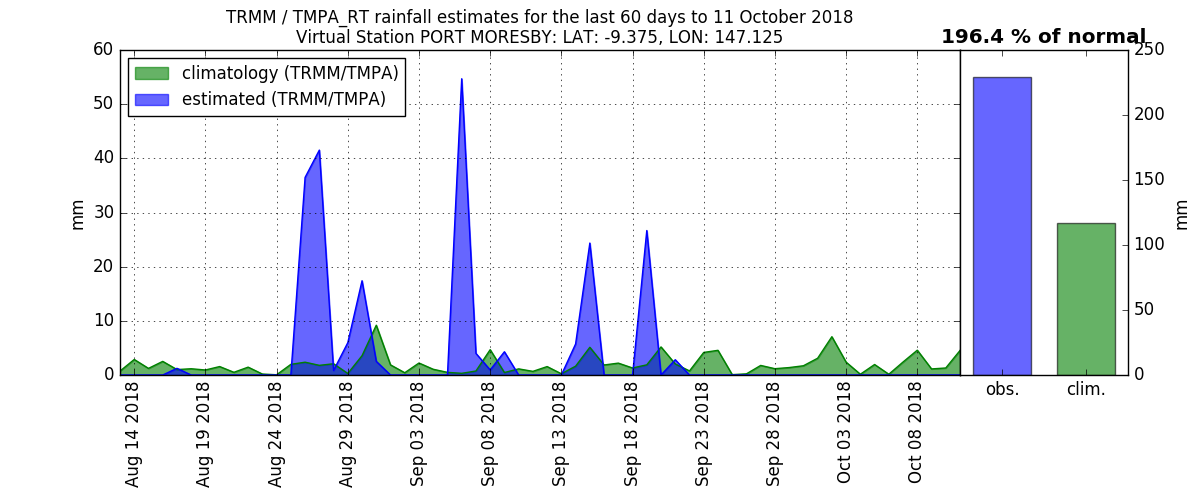 TRMM / TMPA_RT rainfall estimates for the last 60 days to 11 October 2018
Virtual Station PORT MORESBY: LAT: -9.375, LON: 147.125
196.4 % of normal
climatology (TRMM/TMPA)
estimated (TRMM/TMPA)
60
50
40
30
20
10
0
mm
Aug 14 2018
Aug 19 2018
Aug 24 2018
Aug 29 2018
Sep 03 2018
Sep 08 2018
Sep 13 2018
Sep 18 2018
Sep 23 2018
Sep 28 2018
Oct 03 2018
Oct 08 2018
250
200
150
100
50
0
mm
obs.
clim.